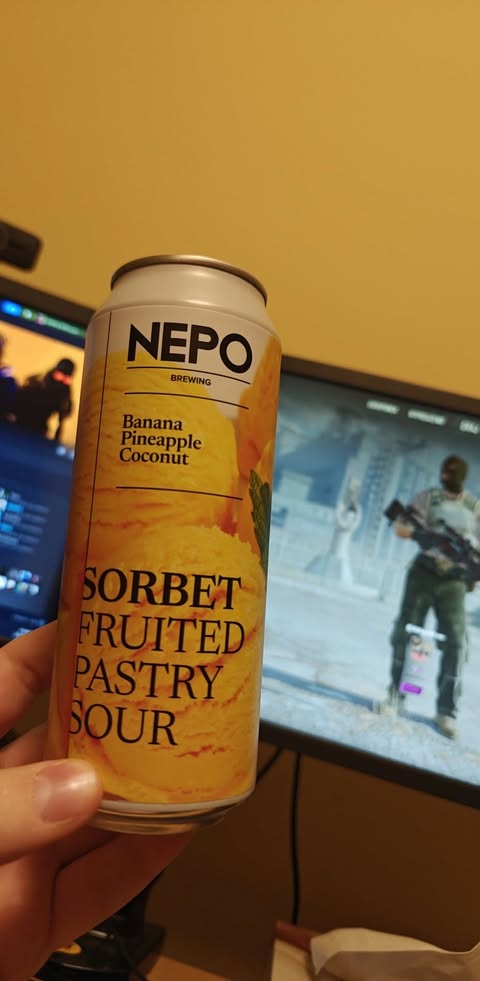 NEPO
BREWING
Banana
Pineapple
Coconut
SORBET
FRUITED
PASTRY
SOUR